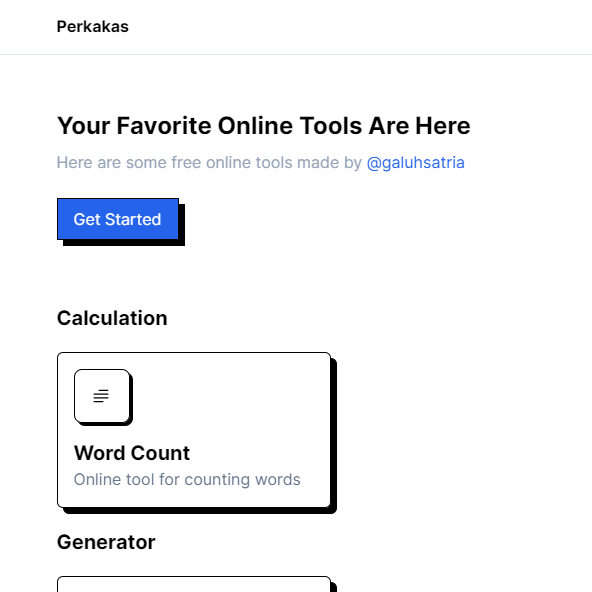 Perkakas
Your Favorite Online Tools Are Here
Here are some free online tools made by @galuhsatria
Get Started
Calculation
Word Count
Online tool for counting words
Generator